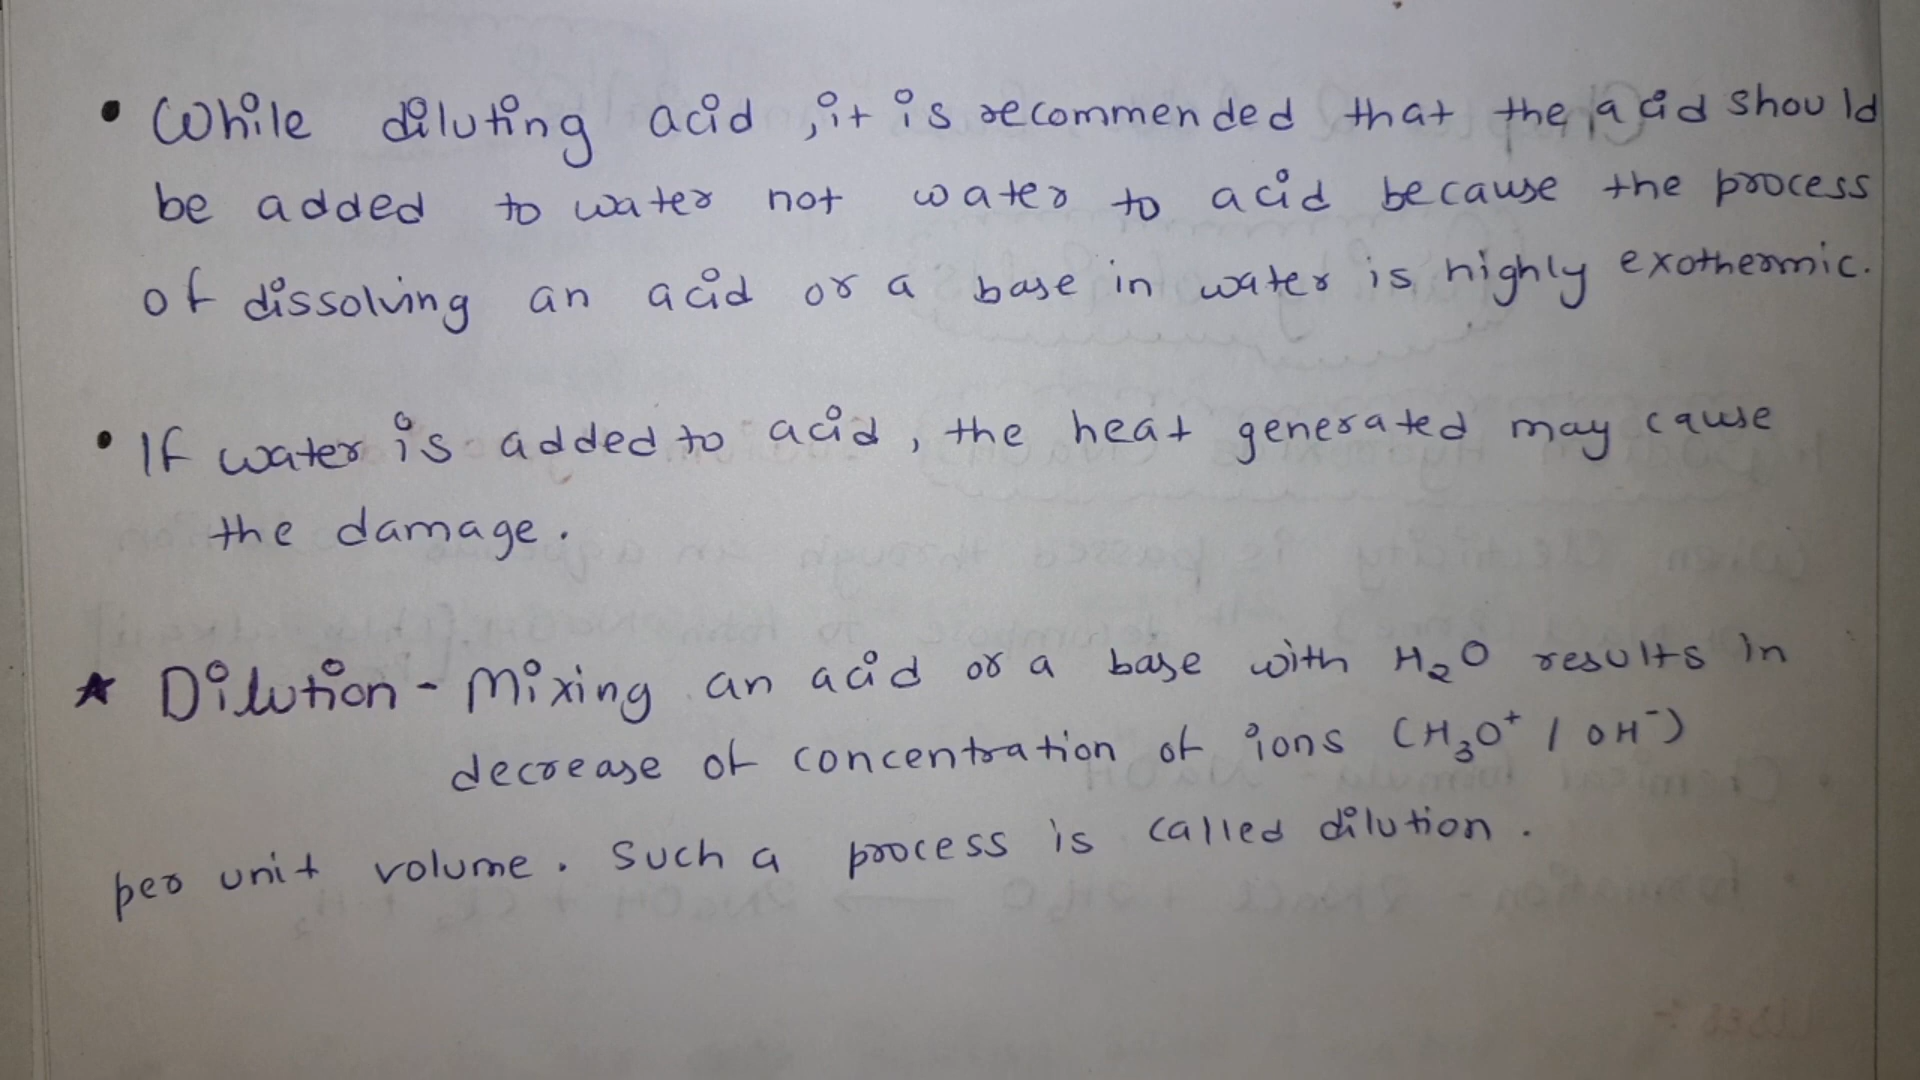 • While diluting acid, it is recommended that the acid should
be added to water not water to acid because the process
of dissolving an acid or a base in water is highly exothermic.
• If water is added to acid, the heat generated may cause
the damage.
★ Dilution - Mixing an acid or a base with H₂O results in
decrease of concentration of ions (H₃O⁺ / OH⁻)
per unit volume. Such a process is called dilution.